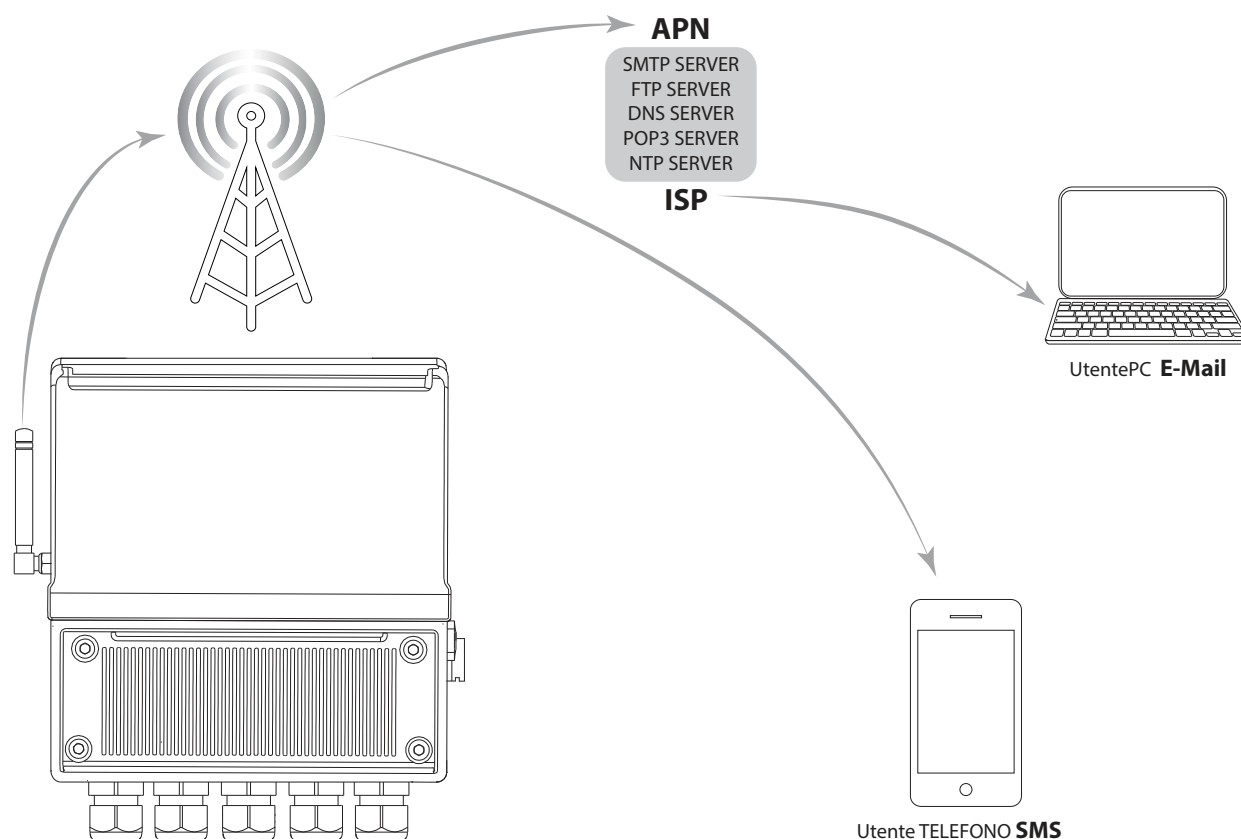 APN
SMTP SERVER
FTP SERVER
DNS SERVER
POP3 SERVER
NTP SERVER
ISP
UtentePC E-Mail
Utente TELEFONO SMS